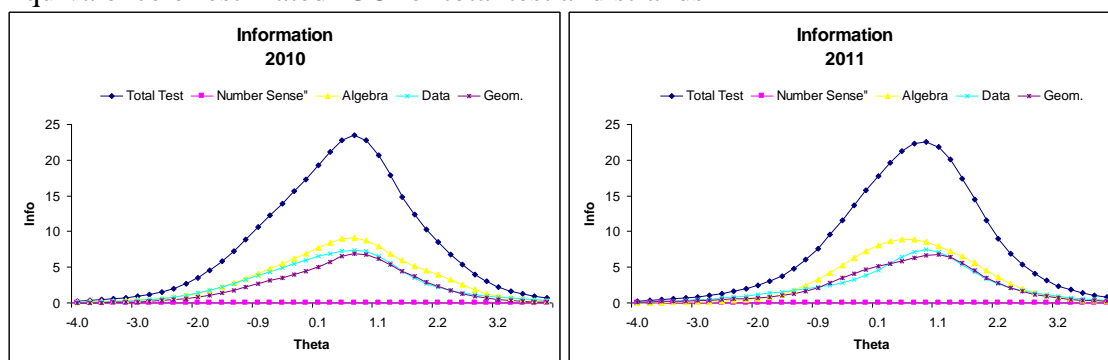 Information
2010
Total Test Number Sense" Algebra Data Geom.
25
20
15
10
5
0
Info
-4.0 -3.0 -2.0 -0.9 0.1 1.1 2.2 3.2
Theta
Information
2011
Total Test Number Sense" Algebra Data Geom.
25
20
15
10
5
0
Info
-4.0 -3.0 -2.0 -0.9 0.1 1.1 2.2 3.2
Theta